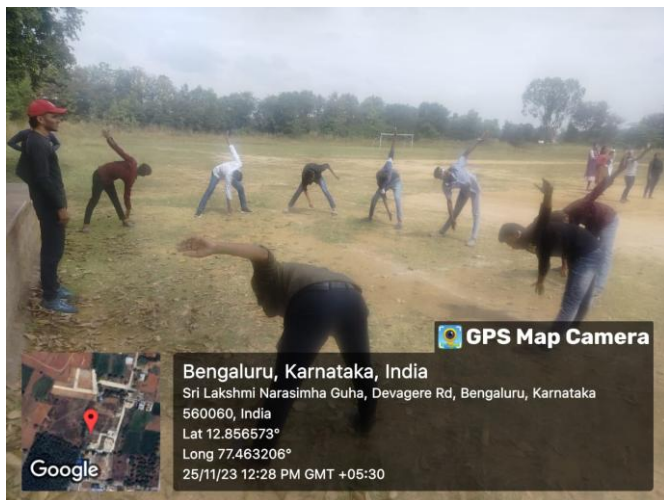 GPS Map Camera
Bengaluru, Karnataka, India
Sri Lakshmi Narasimha Guha, Devagere Rd, Bengaluru, Karnataka
560060, India
Lat 12.856573°
Long 77.463206°
25/11/23 12:28 PM GMT +05:30
Google